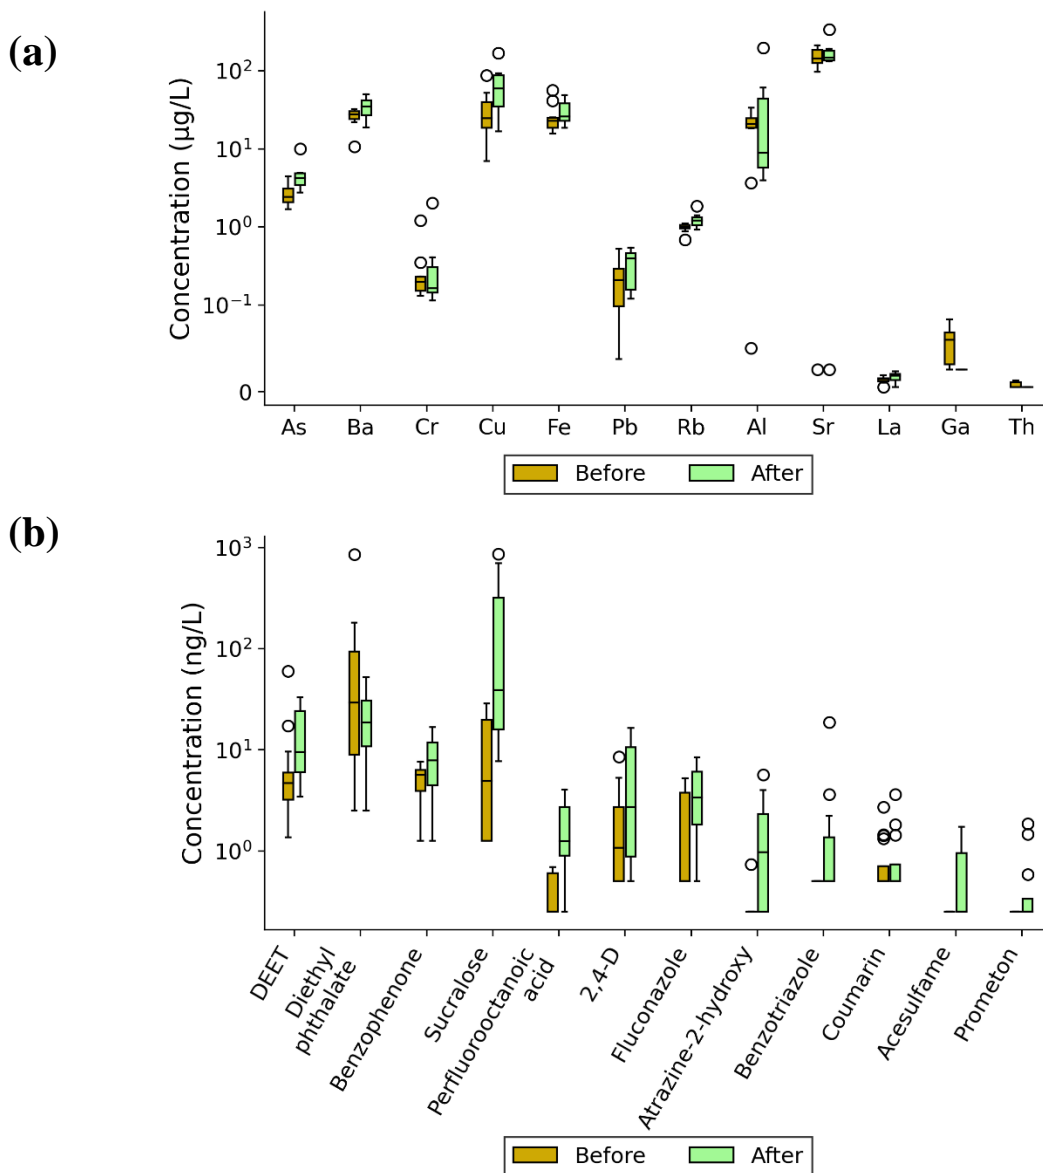 (a)
Concentration (µg/L)
10²
10¹
10⁰
10⁻¹
0
As Ba Cr Cu Fe Pb Rb Al Sr La Ga Th
Before After
(b)
Concentration (ng/L)
10³
10²
10¹
10⁰
DEET
Diethyl
phthalate
Benzophenone
Sucralose
Perfluorooctanoic
acid
2,4-D
Fluconazole
Atrazine-2-hydroxy
Benzotriazole
Coumarin
Acesulfame
Prometon
Before After